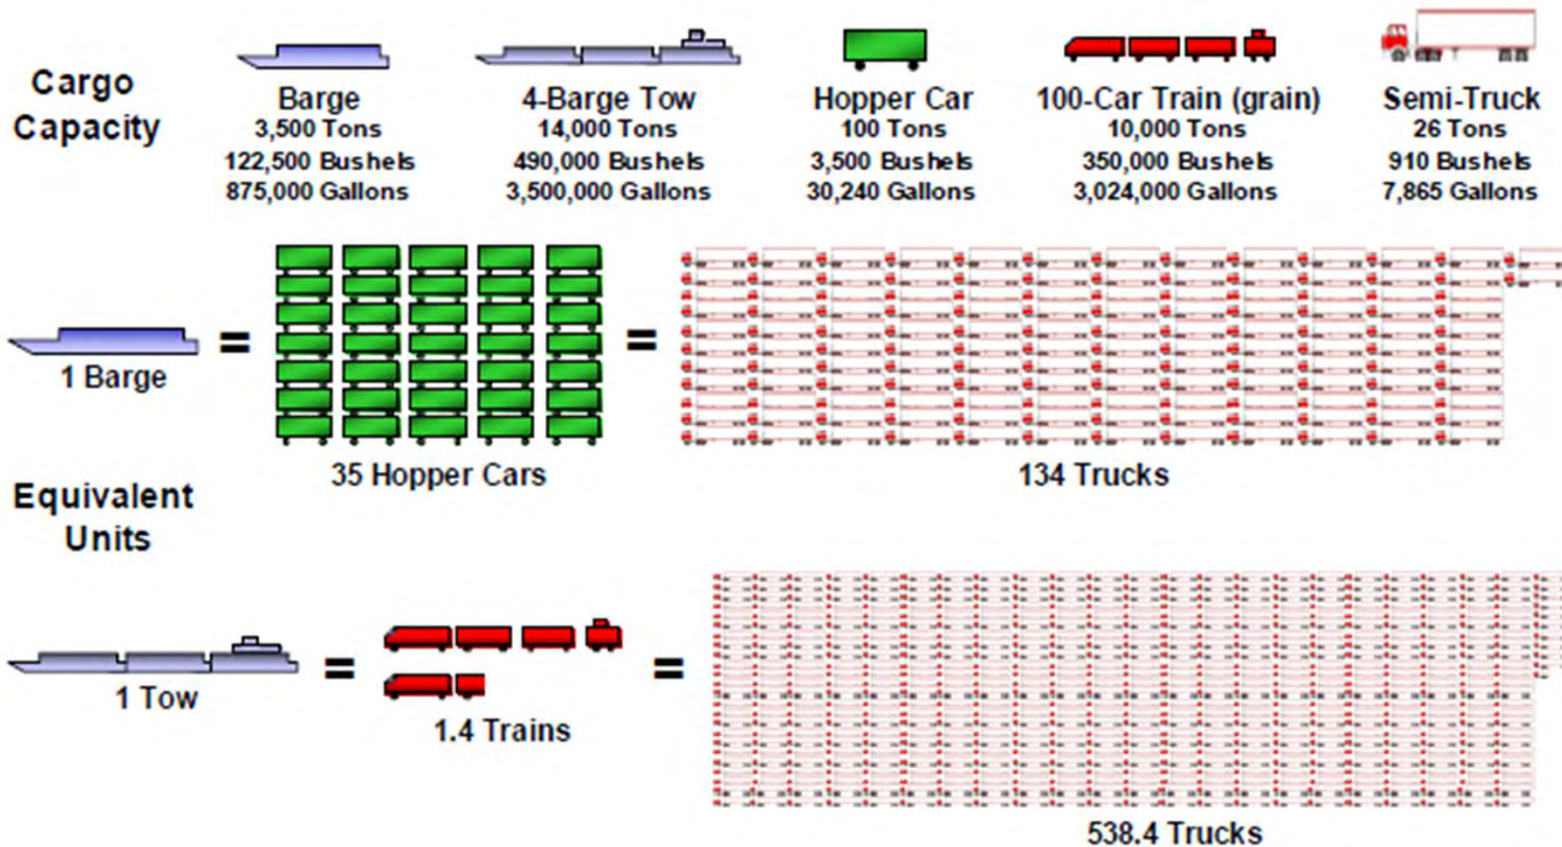 Cargo
Capacity
Barge
3,500 Tons
122,500 Bushels
875,000 Gallons
4-Barge Tow
14,000 Tons
490,000 Bushels
3,500,000 Gallons
Hopper Car
100 Tons
3,500 Bushels
30,240 Gallons
100-Car Train (grain)
10,000 Tons
350,000 Bushels
3,024,000 Gallons
Semi-Truck
26 Tons
910 Bushels
7,865 Gallons
1 Barge
=
35 Hopper Cars
=
134 Trucks
Equivalent
Units
1 Tow
=
1.4 Trains
=
538.4 Trucks